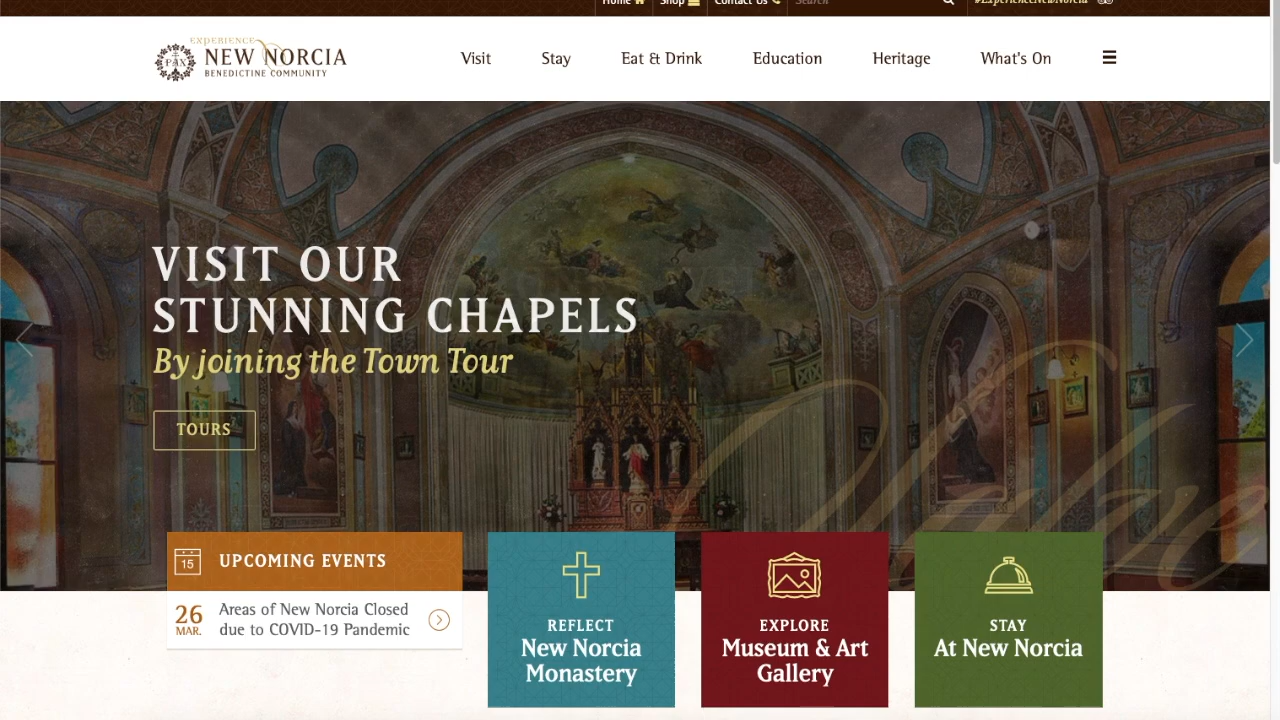 Home
Shop
Contact Us
Search
#ExperienceNewNorcia
EXPERIENCE
NEW NORCIA
BENEDICTINE COMMUNITY
PAX
Visit
Stay
Eat & Drink
Education
Heritage
What's On
VISIT OUR
STUNNING CHAPELS
By joining the Town Tour
TOURS
15
UPCOMING EVENTS
26
MAR.
Areas of New Norcia Closed
due to COVID-19 Pandemic
REFLECT
New Norcia
Monastery
EXPLORE
Museum & Art
Gallery
STAY
At New Norcia